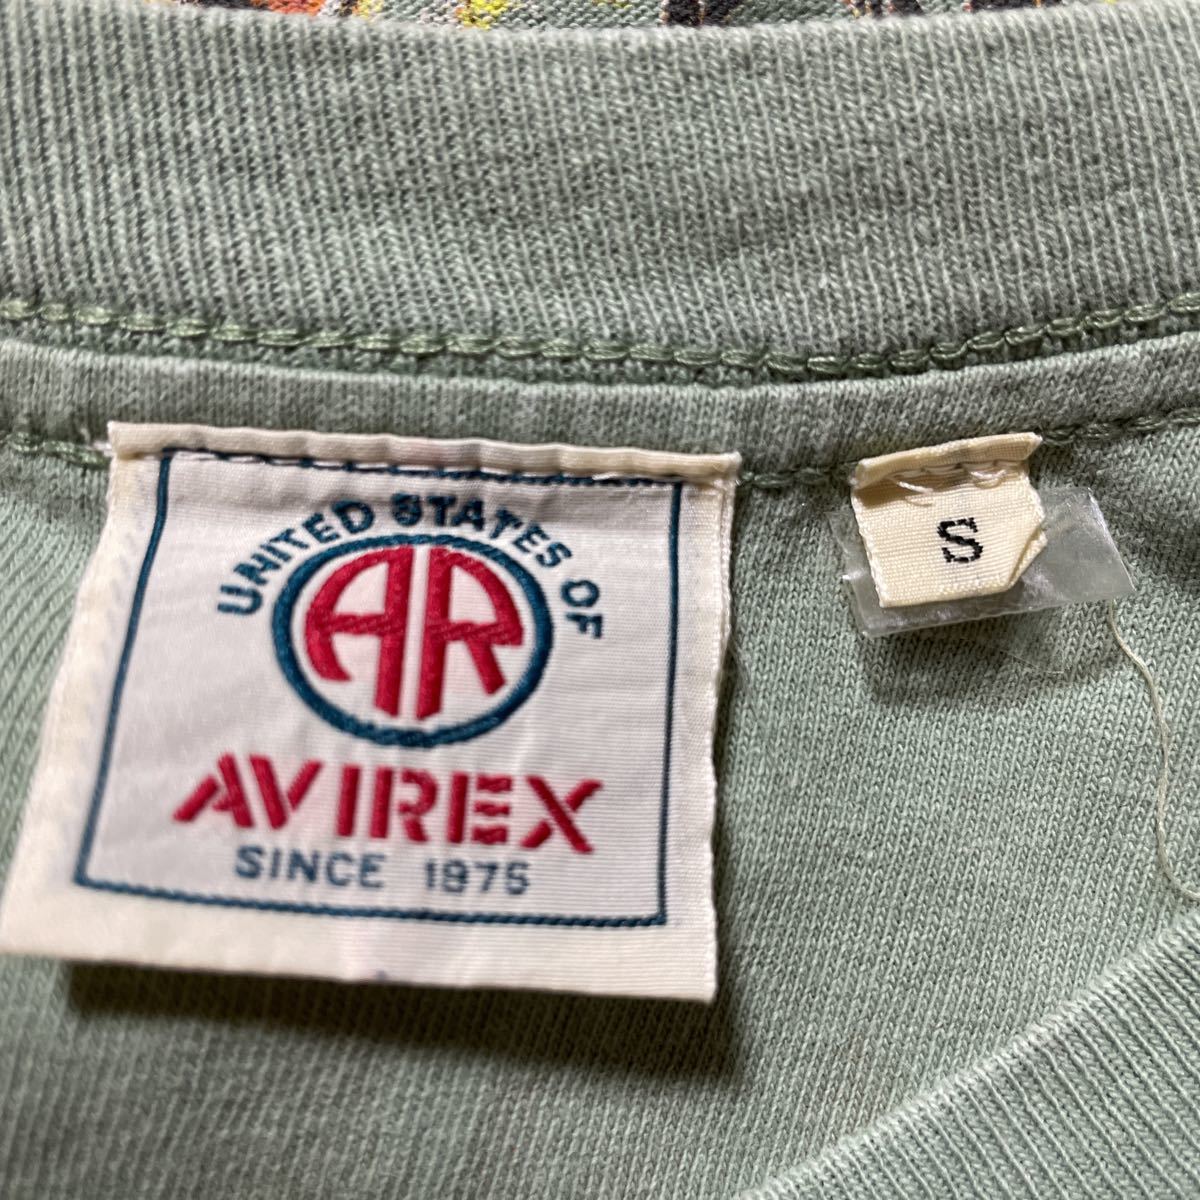 UNITED STATES OF
AR
AVIREX
SINCE 1975
S